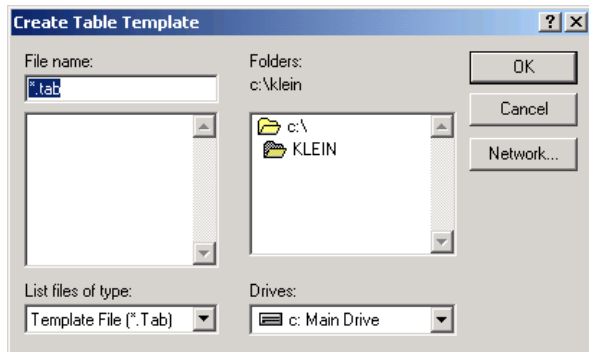 Create Table Template
File name:
*.tab
List files of type:
Template File (*.Tab)
Folders:
c:\klein
c:\
KLEIN
Drives:
c: Main Drive
OK
Cancel
Network...